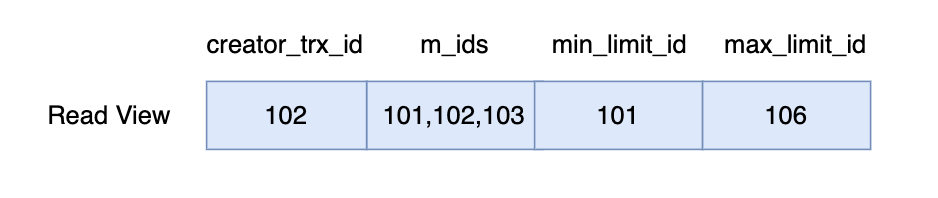 creator_trx_id m_ids min_limit_id max_limit_id
Read View 102 101,102,103 101 106